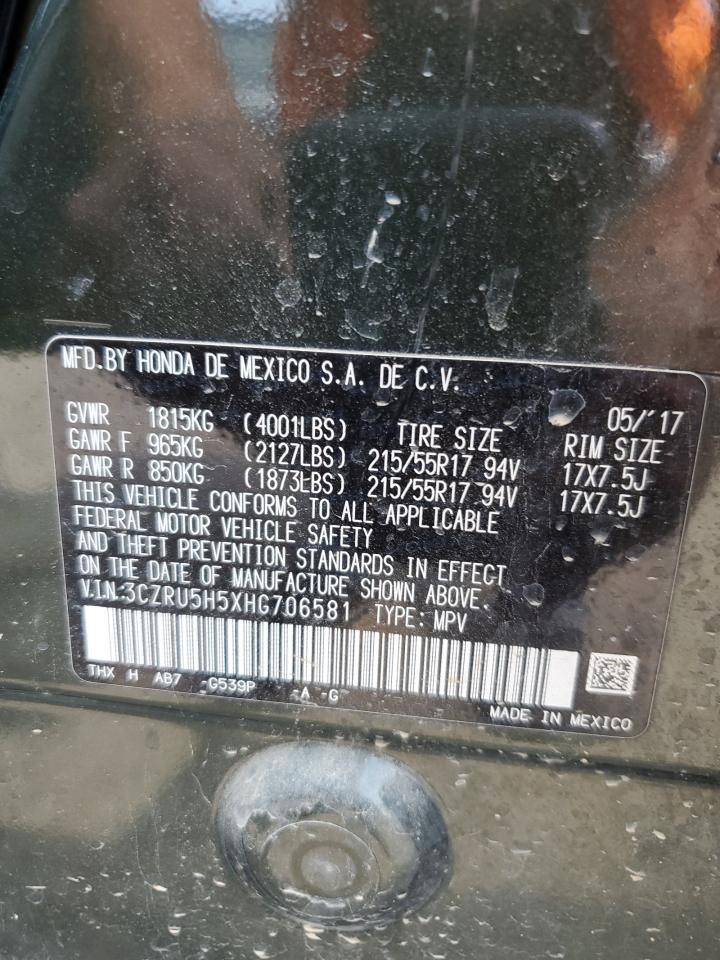 MFD.BY HONDA DE MEXICO S.A. DE C.V.
05/'17
GVWR 1815KG (4001LBS) TIRE SIZE RIM SIZE
GAWR F 965KG (2127LBS) 215/55R17 94V 17X7.5J
GAWR R 850KG (1873LBS) 215/55R17 94V 17X7.5J
THIS VEHICLE CONFORMS TO ALL APPLICABLE
FEDERAL MOTOR VEHICLE SAFETY
AND THEFT PREVENTION STANDARDS IN EFFECT
ON THE DATE OF MANUFACTURE SHOWN ABOVE.
V.I.N:3CZRU5H5XHG706581 TYPE: MPV
THX H AB7 -G539P -A -G
MADE IN MEXICO